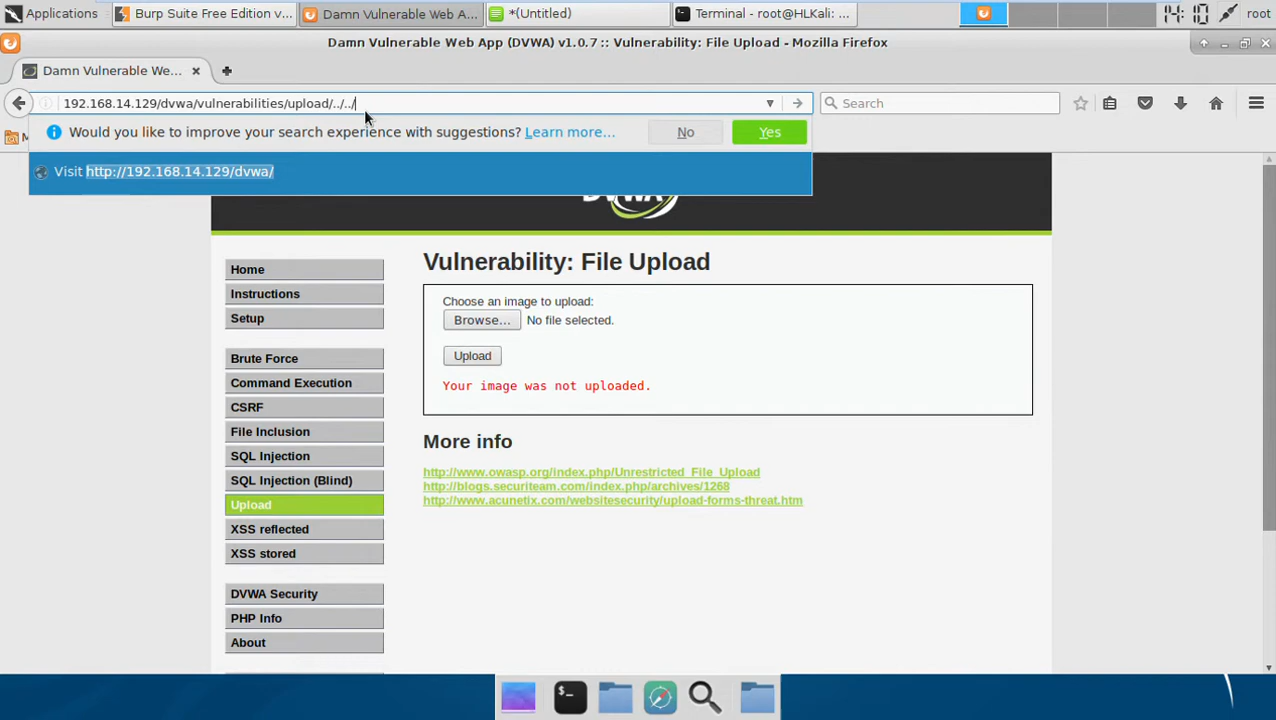 Applications
Burp Suite Free Edition v...
Damn Vulnerable Web A...
*(Untitled)
Terminal - root@HLKali: ...
14:10
root
Damn Vulnerable Web App (DVWA) v1.0.7 :: Vulnerability: File Upload - Mozilla Firefox
Damn Vulnerable We...
192.168.14.129/dvwa/vulnerabilities/upload/../../
Search
Would you like to improve your search experience with suggestions? Learn more...
No
Yes
Visit http://192.168.14.129/dvwa/
Home
Instructions
Setup
Brute Force
Command Execution
CSRF
File Inclusion
SQL Injection
SQL Injection (Blind)
Upload
XSS reflected
XSS stored
DVWA Security
PHP Info
About
Vulnerability: File Upload
Choose an image to upload:
Browse... No file selected.
Upload
Your image was not uploaded.
More info
http://www.owasp.org/index.php/Unrestricted_File_Upload
http://blogs.securiteam.com/index.php/archives/1268
http://www.acunetix.com/websitesecurity/upload-forms-threat.htm